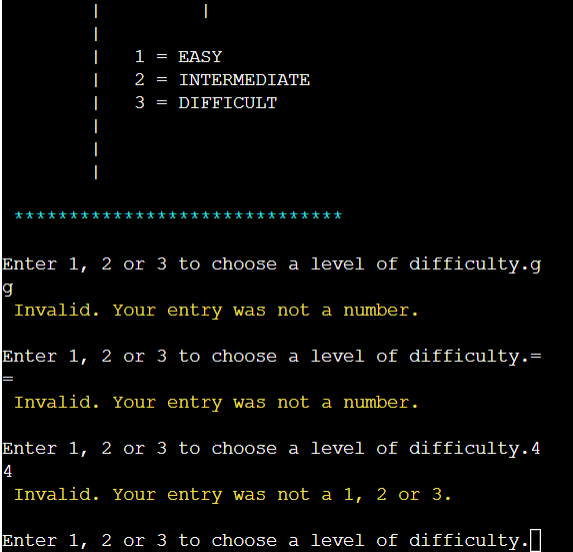 |          |
|
|   1 = EASY
|   2 = INTERMEDIATE
|   3 = DIFFICULT
|
|
|
******************************
Enter 1, 2 or 3 to choose a level of difficulty.g
g
Invalid. Your entry was not a number.
Enter 1, 2 or 3 to choose a level of difficulty.=
=
Invalid. Your entry was not a number.
Enter 1, 2 or 3 to choose a level of difficulty.4
4
Invalid. Your entry was not a 1, 2 or 3.
Enter 1, 2 or 3 to choose a level of difficulty.